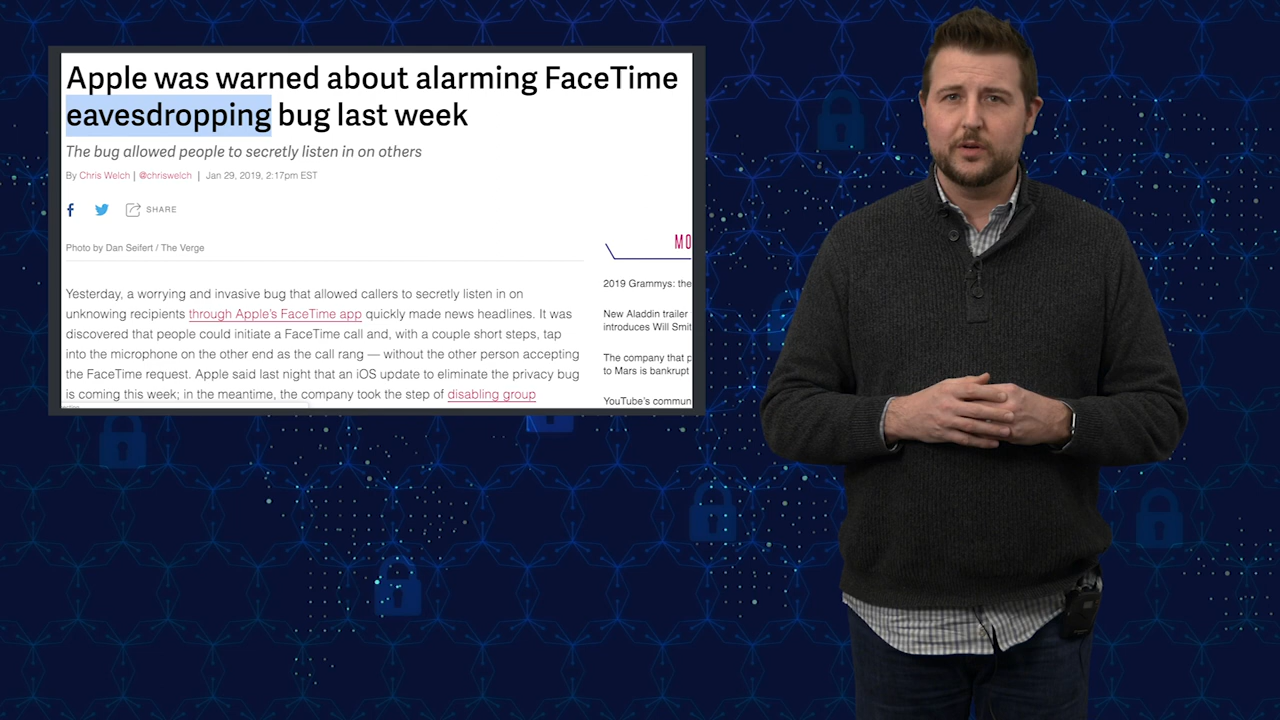 Apple was warned about alarming FaceTime
eavesdropping bug last week
The bug allowed people to secretly listen in on others
By Chris Welch | @chriswelch | Jan 29, 2019, 2:17pm EST
SHARE
Photo by Dan Seifert / The Verge
Yesterday, a worrying and invasive bug that allowed callers to secretly listen in on
unknowing recipients through Apple's FaceTime app quickly made news headlines. It was
discovered that people could initiate a FaceTime call and, with a couple short steps, tap
into the microphone on the other end as the call rang — without the other person accepting
the FaceTime request. Apple said last night that an iOS update to eliminate the privacy bug
is coming this week; in the meantime, the company took the step of disabling group
MO
2019 Grammys: the
New Aladdin trailer
introduces Will Smit
The company that p
to Mars is bankrupt
YouTube's commun